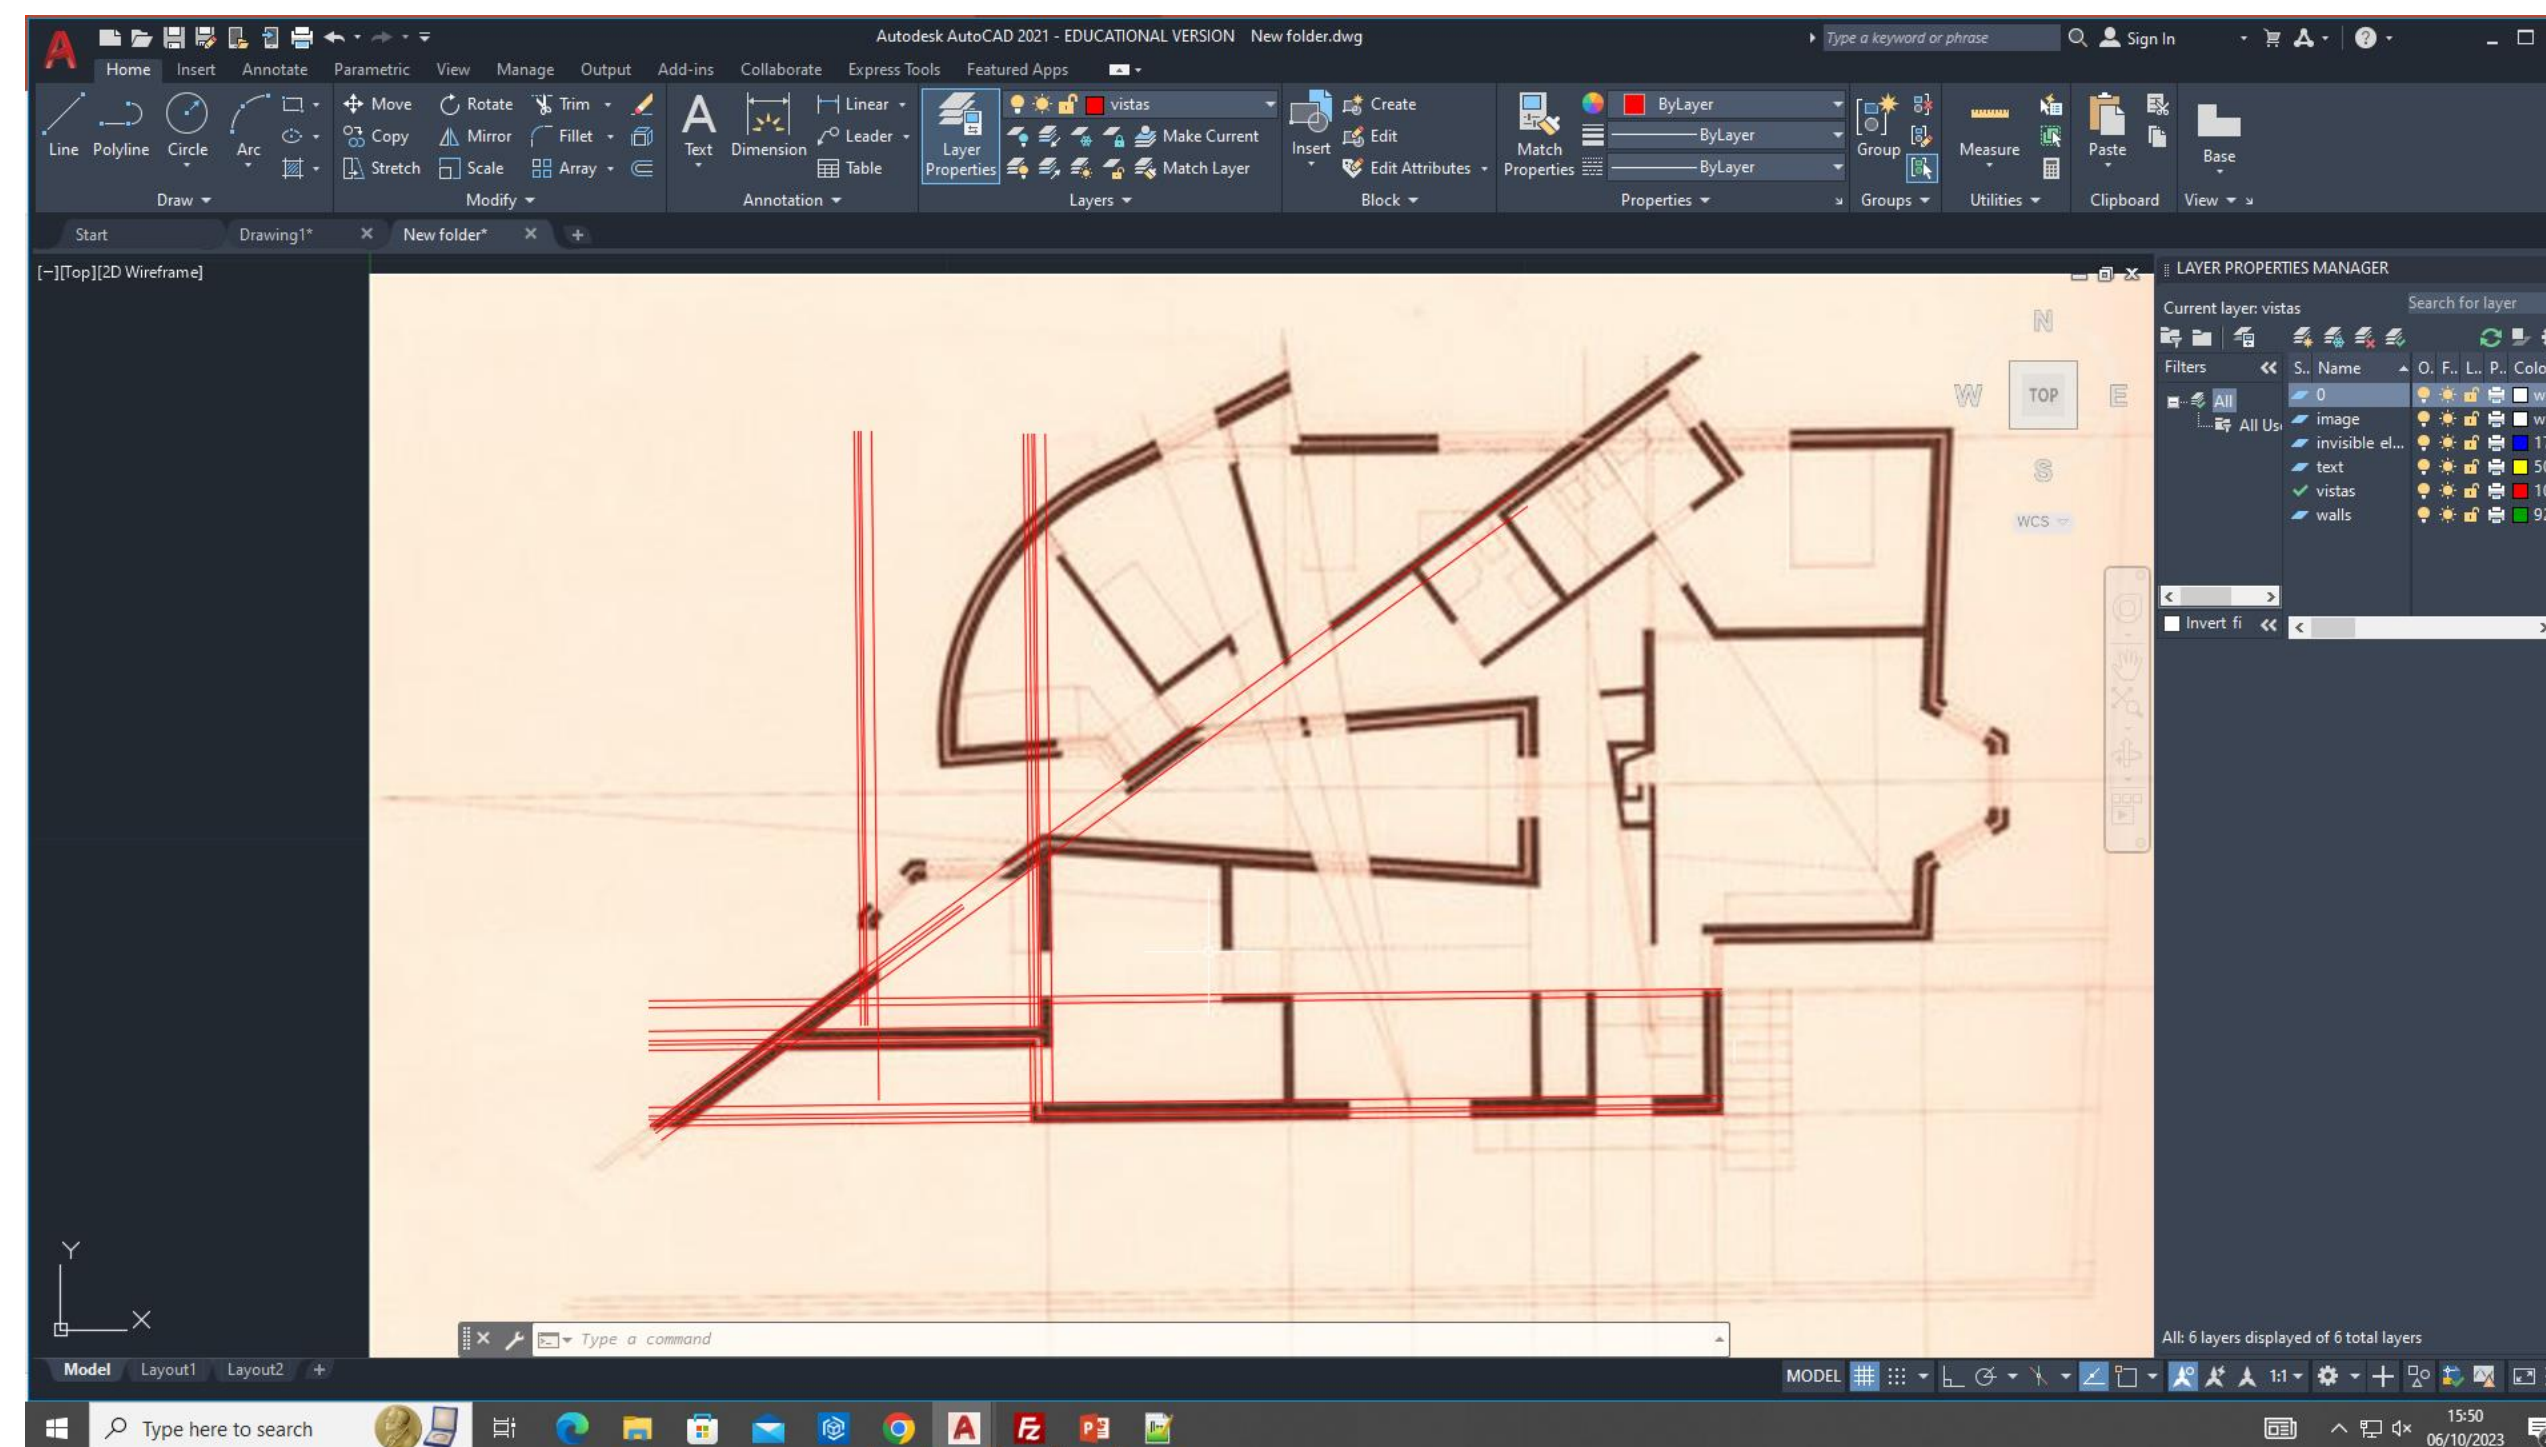 Autodesk AutoCAD 2021 - EDUCATIONAL VERSION New folder.dwg
Type a keyword or phrase
Sign In
Home Insert Annotate Parametric View Manage Output Add-ins Collaborate Express Tools Featured Apps
Line Polyline Circle Arc
Draw
Move Rotate Trim
Copy Mirror Fillet
Stretch Scale Array
Modify
Text Dimension
Linear
Leader
Table
Annotation
Layer Properties
vistas
Make Current
Match Layer
Layers
Insert
Create
Edit
Edit Attributes
Block
Match Properties
ByLayer
ByLayer
ByLayer
Properties
Group
Groups
Measure
Utilities
Paste
Clipboard
Base
View
Start Drawing1* New folder*
[−][Top][2D Wireframe]
N
W TOP E
S
WCS
LAYER PROPERTIES MANAGER
Current layer: vistas
Search for layer
Filters
S.. Name O. F.. L.. P.. Colo
All
All Us
0
image
invisible el...
text
vistas
walls
Invert fi
All: 6 layers displayed of 6 total layers
Y
X
Type a command
Model Layout1 Layout2 +
MODEL
1:1
Type here to search
15:50
06/10/2023